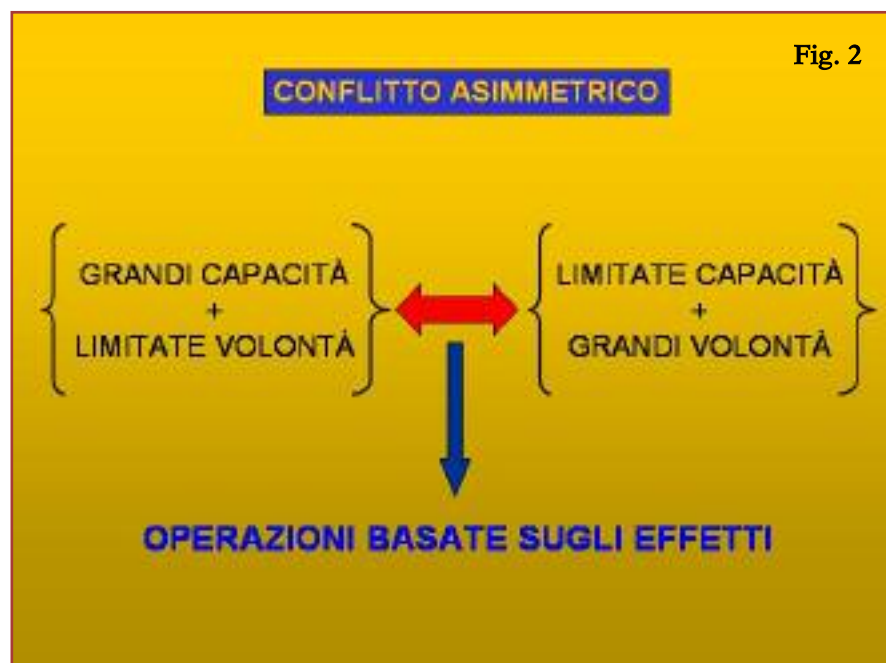 Fig. 2
CONFLITTO ASIMMETRICO
GRANDI CAPACITÀ
+
LIMITATE VOLONTÀ
LIMITATE CAPACITÀ
+
GRANDI VOLONTÀ
OPERAZIONI BASATE SUGLI EFFETTI